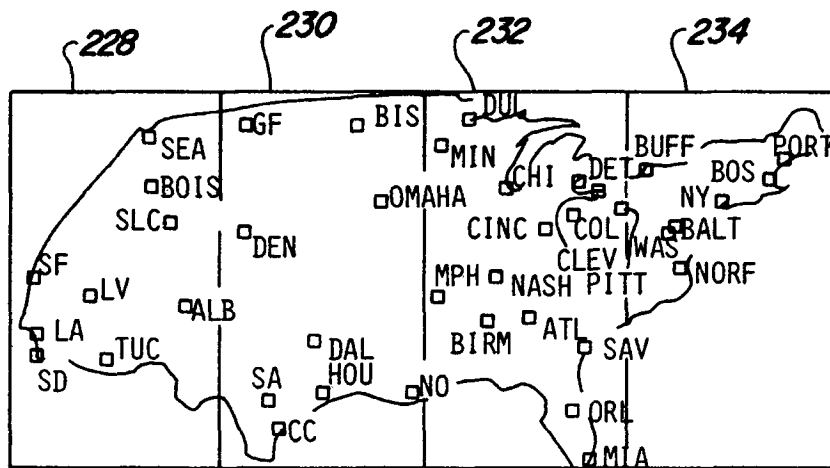 228 230 232 234
DUL
GF BIS
SEA MIN BUFF PORT
BOIS CHI DET BOS
OMAHA NY
SLC CINC COL BALT
DEN WAS
CLEV
SF MPH NASH PITT NORF
LV
ALB
LA BIRM ATL
TUC DAL SAV
SD HOU
SA NO
ORL
CC
MIA